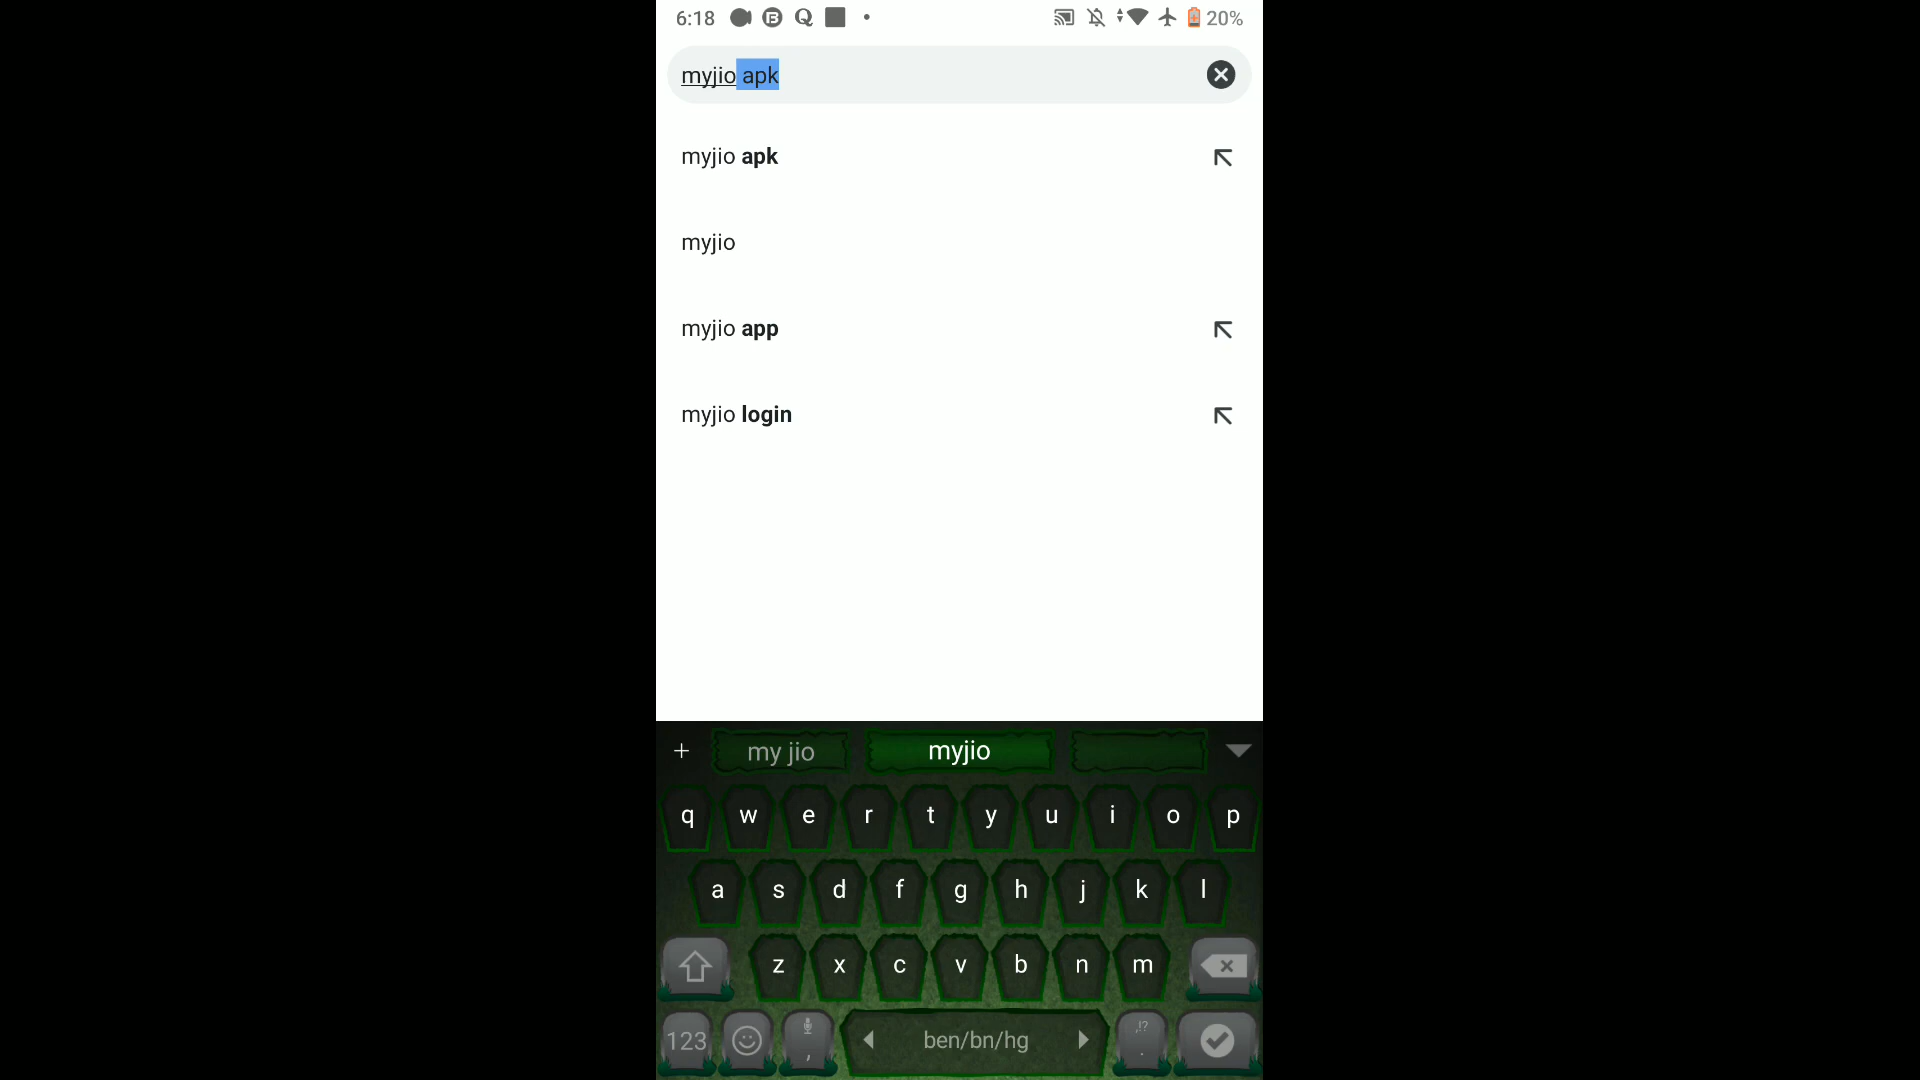 6:18 20%
myjio apk
myjio apk
myjio
myjio app
myjio login
+ my jio myjio
q w e r t y u i o p
a s d f g h j k l
z x c v b n m
123 , ben/bn/hg ,!? .